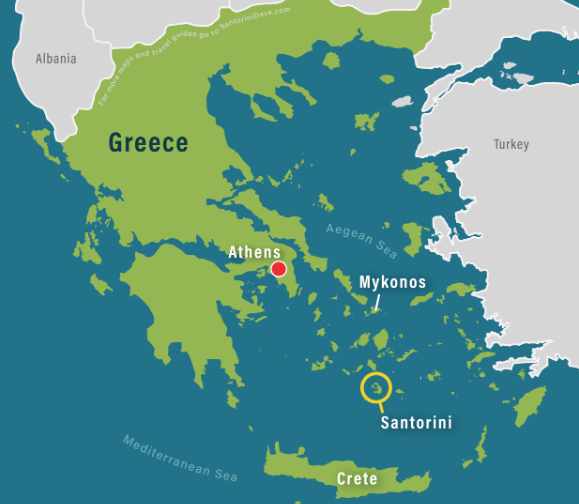 For more maps and travel guides go to SantoriniDave.com
Albania
Greece
Turkey
Aegean Sea
Athens
Mykonos
Santorini
Mediterranean Sea
Crete